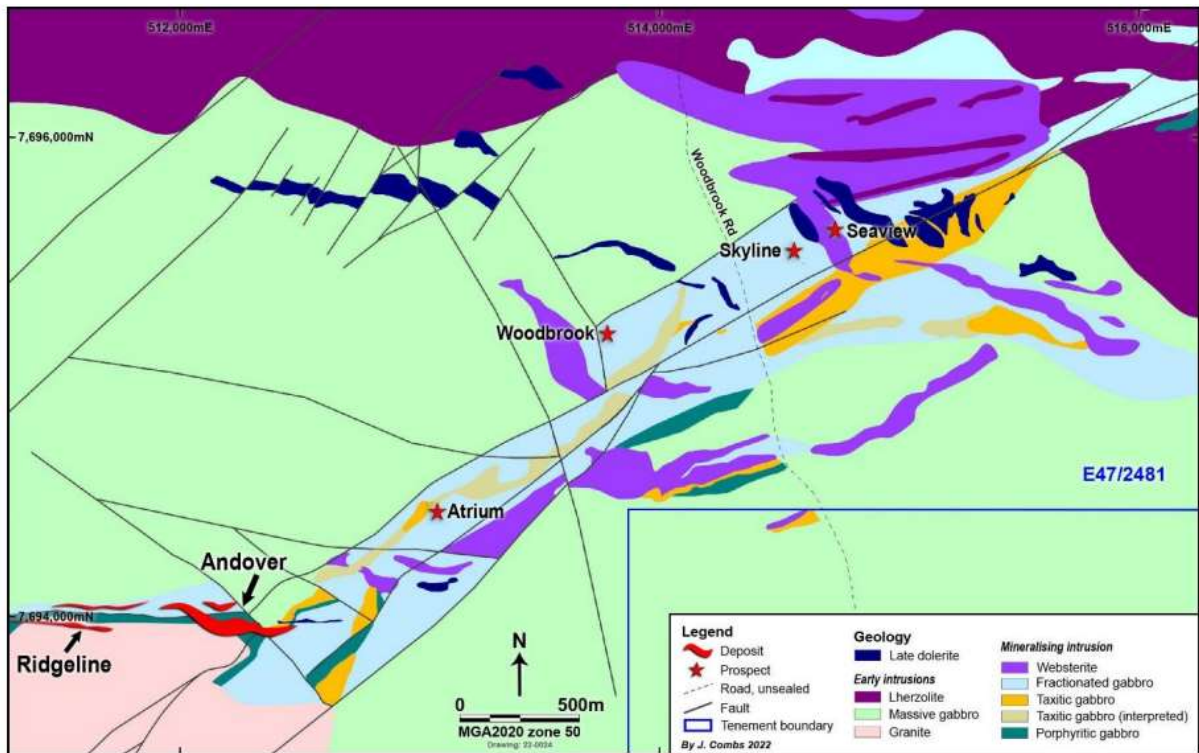 512,000mE
514,000mE
516,000mE
7,696,000mN
Woodbrook Rd
Seaview
Skyline
Woodbrook
E47/2481
Atrium
Andover
7,694,000mN
Ridgeline
N
0 500m
MGA2020 zone 50
Drawing: 22-0024
Legend
Deposit
Prospect
Road, unsealed
Fault
Tenement boundary
By J. Combs 2022
Geology
Late dolerite
Early intrusions
Lherzolite
Massive gabbro
Granite
Mineralising intrusion
Websterite
Fractionated gabbro
Taxitic gabbro
Taxitic gabbro (interpreted)
Porphyritic gabbro